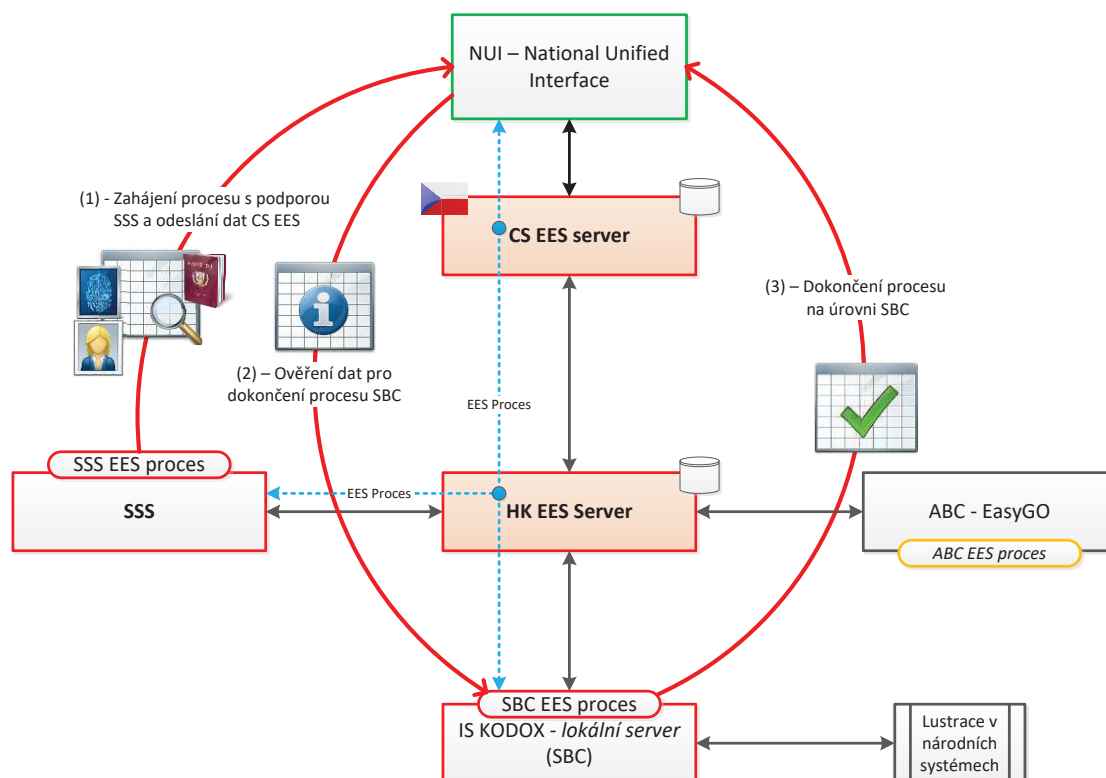 NUI – National Unified
Interface
(1) - Zahájení procesu s podporou
SSS a odeslání dat CS EES
CS EES server
(3) – Dokončení procesu
na úrovni SBC
(2) – Ověření dat pro
dokončení procesu SBC
EES Proces
SSS EES proces
SSS
EES Proces
HK EES Server
ABC - EasyGO
ABC EES proces
SBC EES proces
IS KODOX - lokální server
(SBC)
Lustrace v
národních
systémech